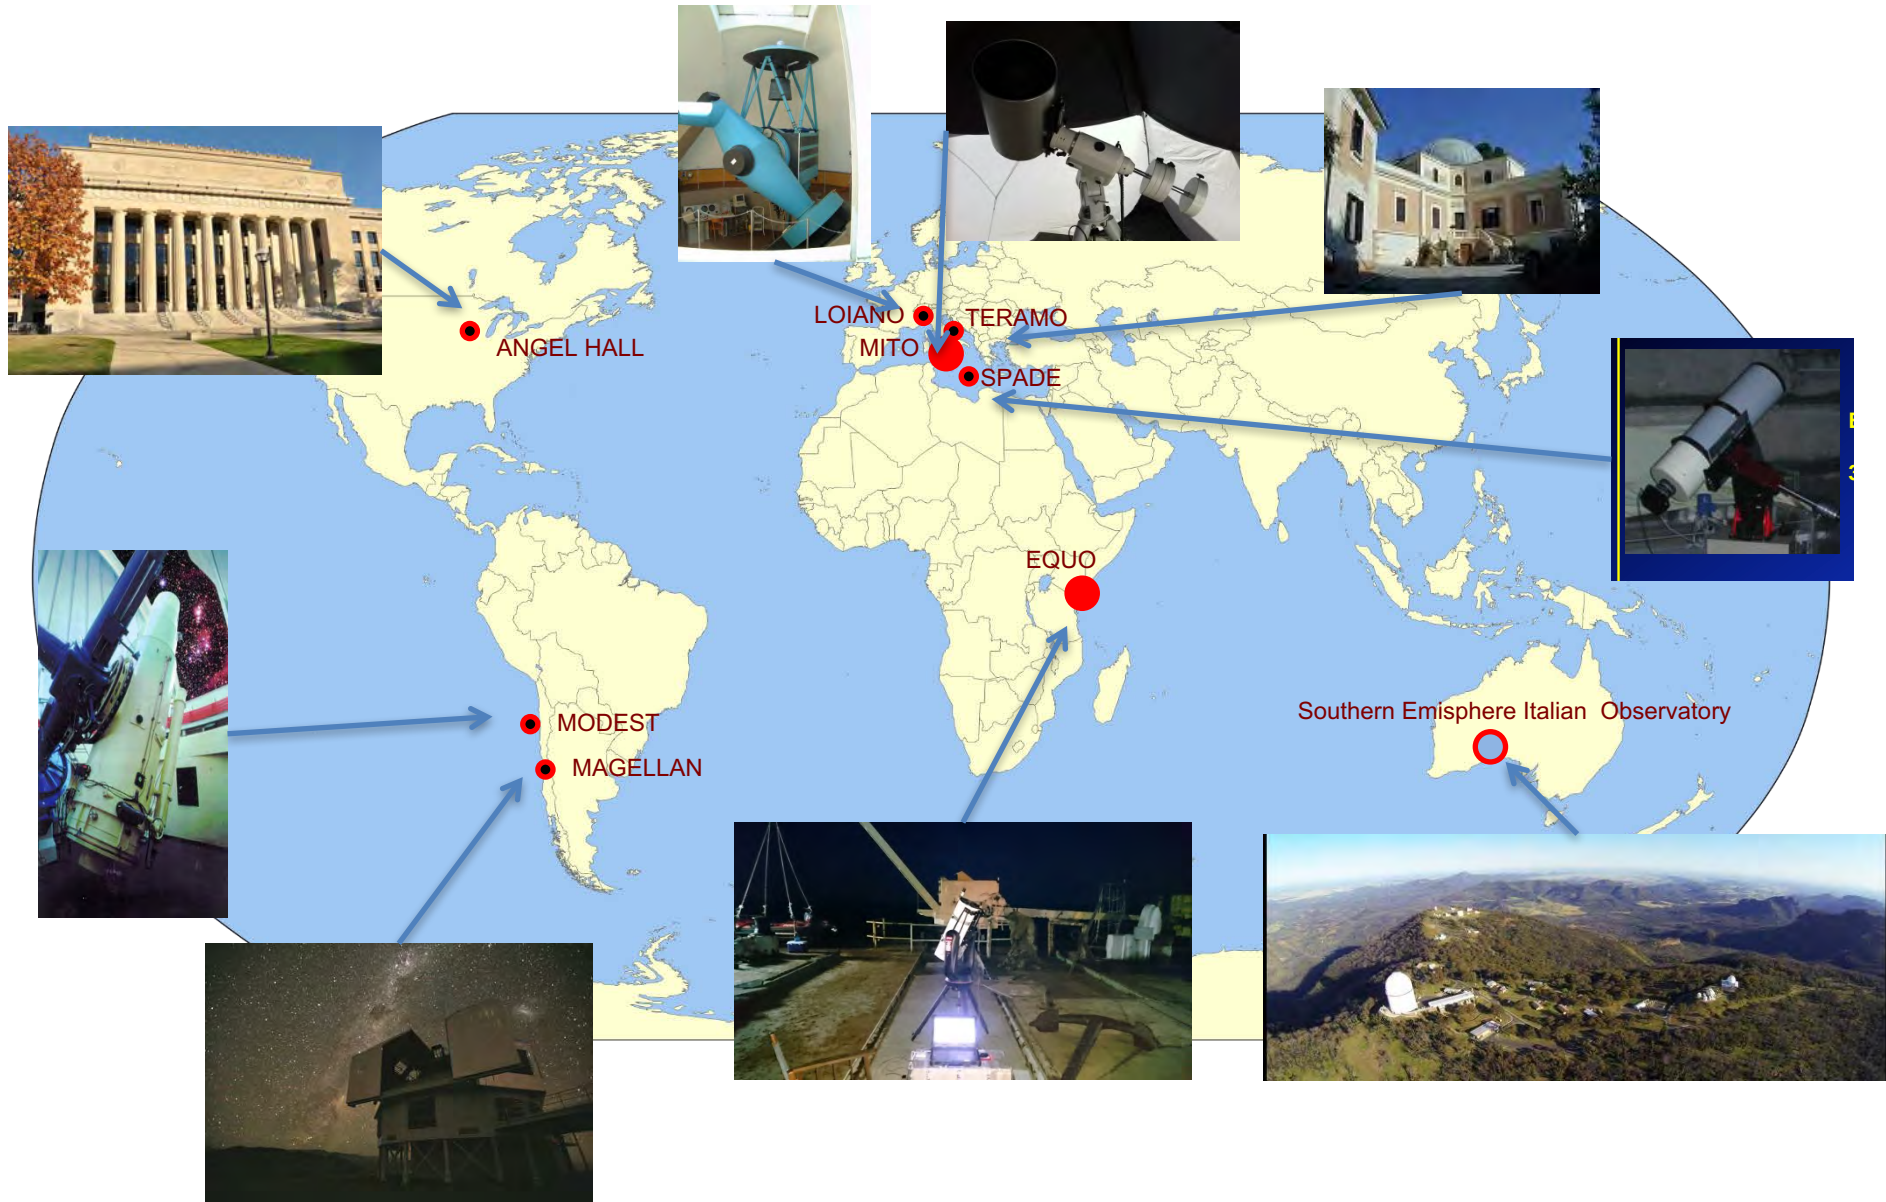 LOIANO
TERAMO
ANGEL HALL
MITO
SPADE
EQUO
MODEST
MAGELLAN
Southern Emisphere Italian  Observatory